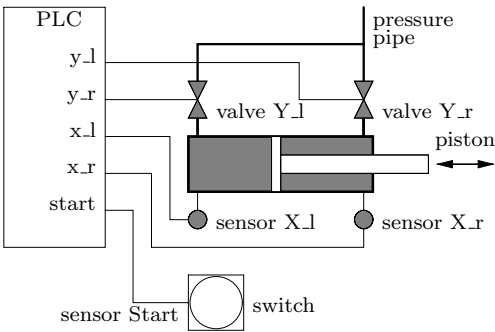 PLC
pressure
pipe
y_l
y_r
valve Y_l
valve Y_r
x_l
piston
x_r
start
sensor X_l
sensor X_r
sensor Start
switch